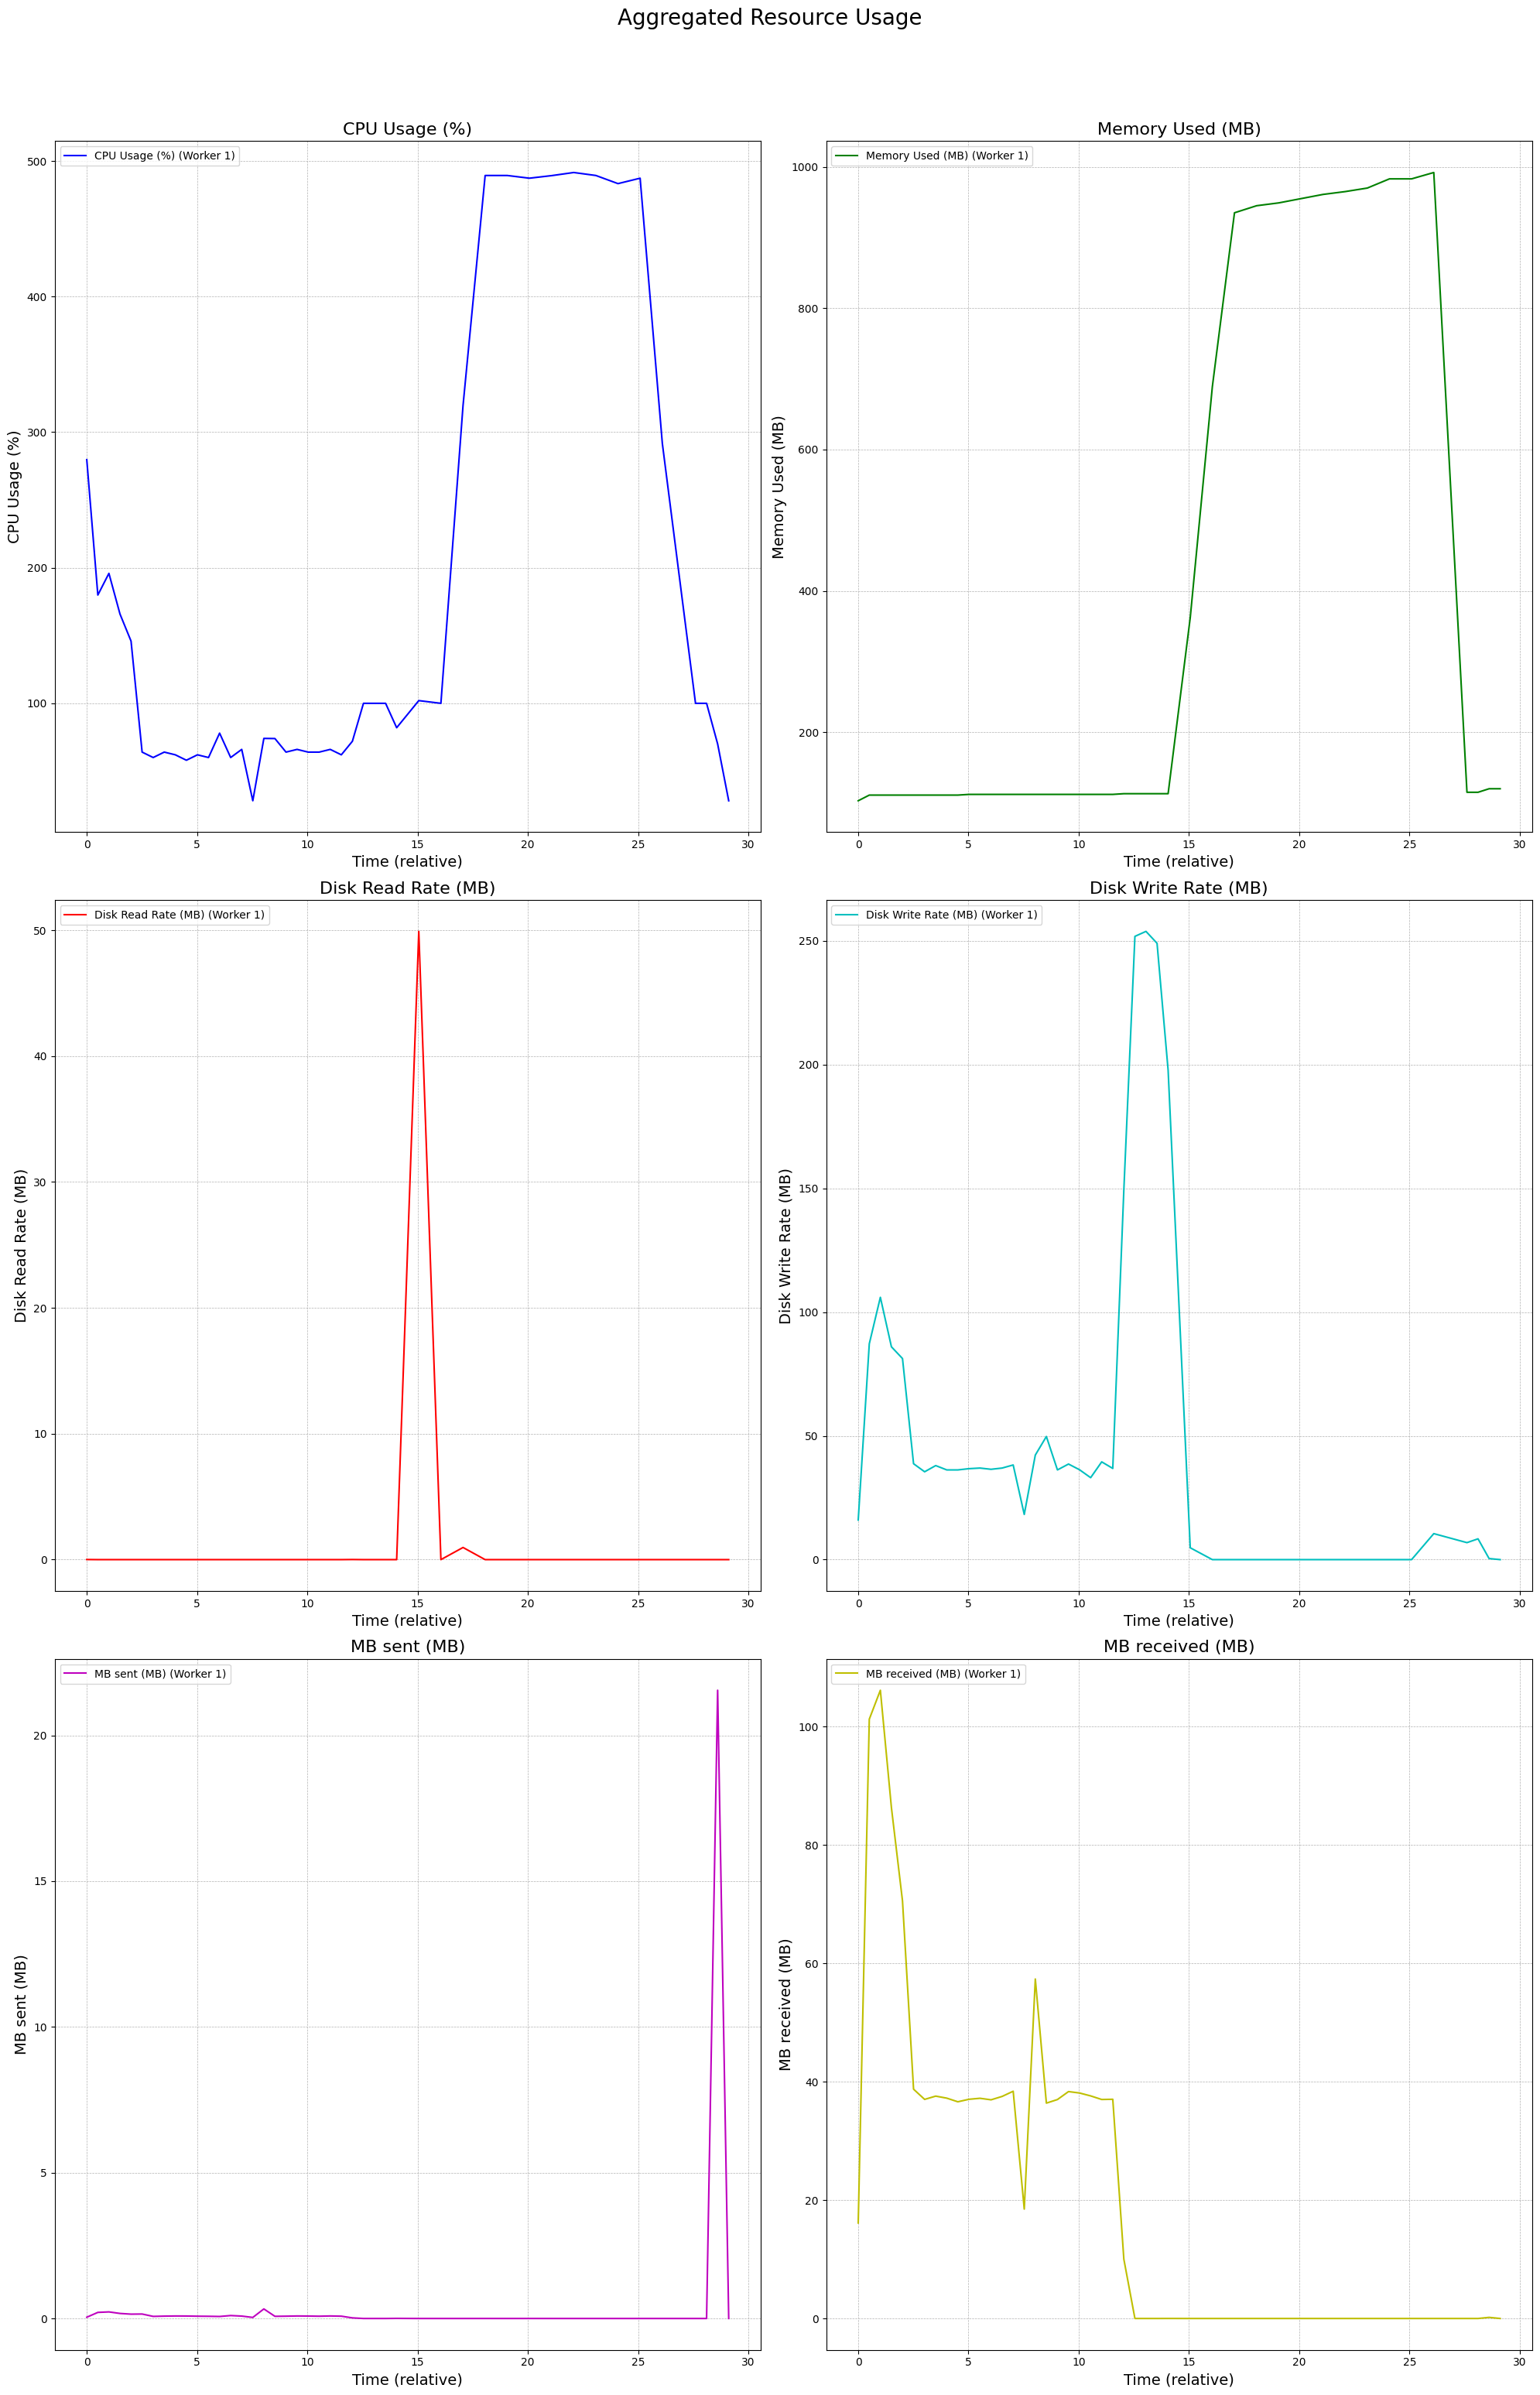 Aggregated Resource Usage
CPU Usage (%)
CPU Usage (%) (Worker 1)
CPU Usage (%)
500
400
300
200
100
0 5 10 15 20 25 30
Time (relative)
Memory Used (MB)
Memory Used (MB) (Worker 1)
Memory Used (MB)
1000
800
600
400
200
0 5 10 15 20 25 30
Time (relative)
Disk Read Rate (MB)
Disk Read Rate (MB) (Worker 1)
Disk Read Rate (MB)
50
40
30
20
10
0
0 5 10 15 20 25 30
Time (relative)
Disk Write Rate (MB)
Disk Write Rate (MB) (Worker 1)
Disk Write Rate (MB)
250
200
150
100
50
0
0 5 10 15 20 25 30
Time (relative)
MB sent (MB)
MB sent (MB) (Worker 1)
MB sent (MB)
20
15
10
5
0
0 5 10 15 20 25 30
Time (relative)
MB received (MB)
MB received (MB) (Worker 1)
MB received (MB)
100
80
60
40
20
0
0 5 10 15 20 25 30
Time (relative)